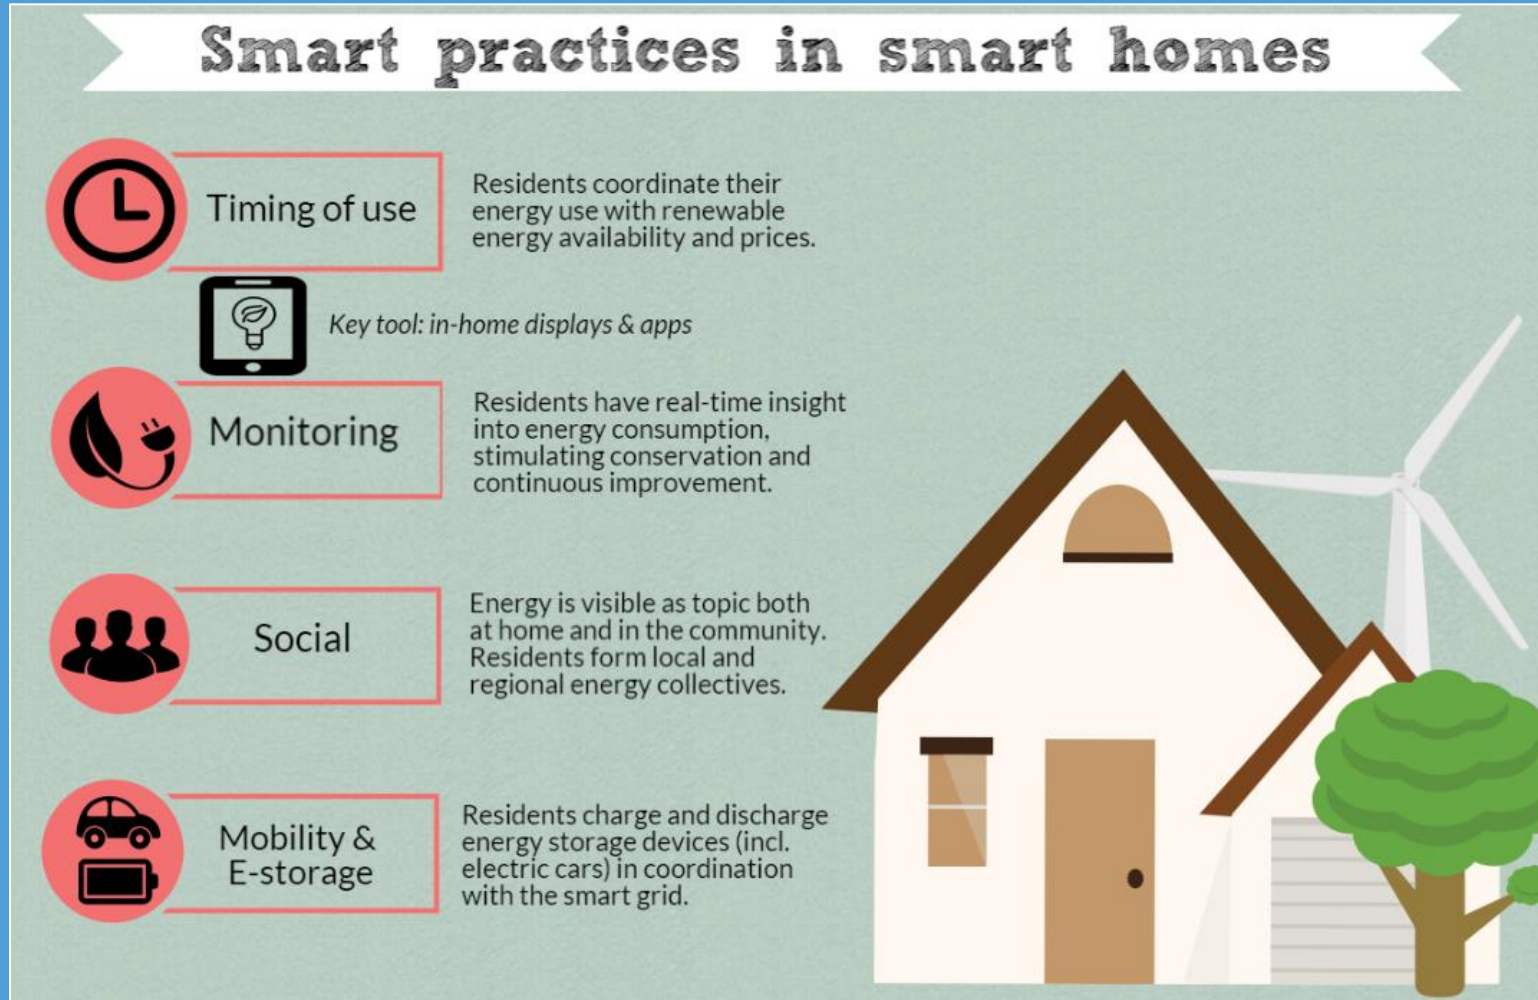 Smart practices in smart homes
Timing of use
Residents coordinate their
energy use with renewable
energy availability and prices.
Key tool: in-home displays & apps
Monitoring
Residents have real-time insight
into energy consumption,
stimulating conservation and
continuous improvement.
Social
Energy is visible as topic both
at home and in the community.
Residents form local and
regional energy collectives.
Mobility &
E-storage
Residents charge and discharge
energy storage devices (incl.
electric cars) in coordination
with the smart grid.